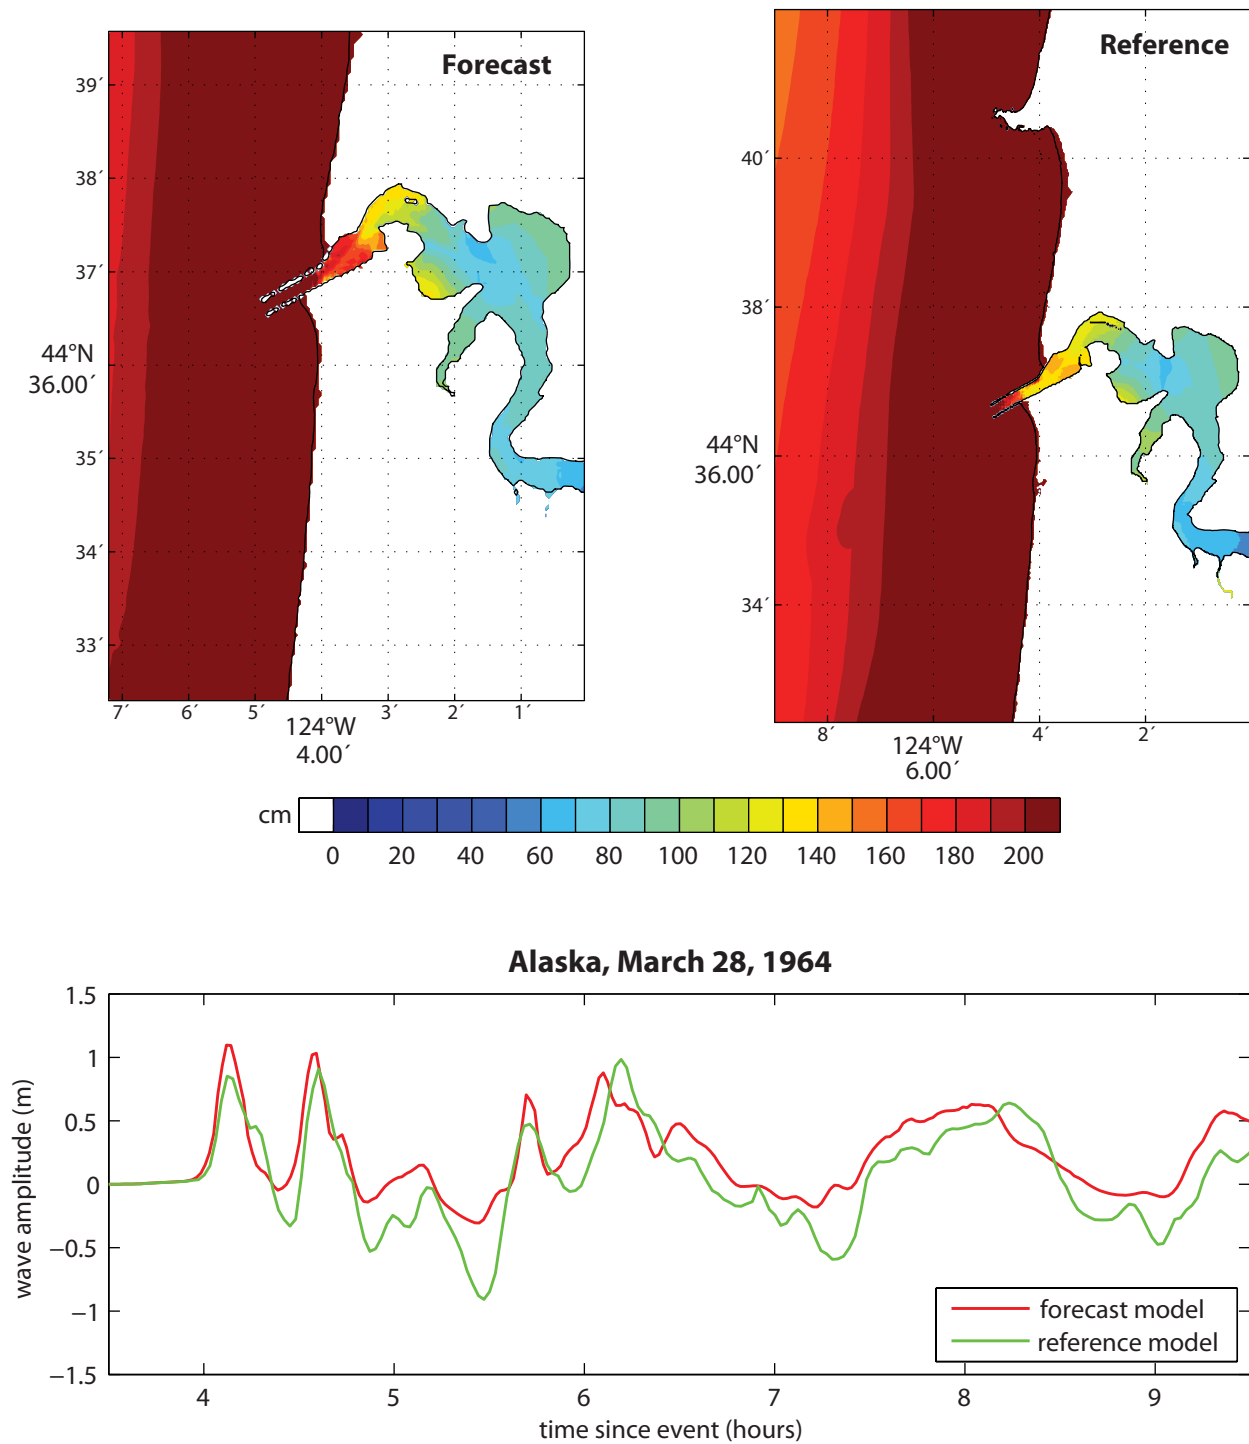 Forecast
39´
38´
37´
44°N
36.00´
35´
34´
33´
7´ 6´ 5´ 3´ 2´ 1´
124°W
4.00´
Reference
40´
38´
44°N
36.00´
34´
8´ 4´ 2´
124°W
6.00´
cm
0 20 40 60 80 100 120 140 160 180 200
Alaska, March 28, 1964
wave amplitude (m)
1.5
1
0.5
0
−0.5
−1
−1.5
forecast model
reference model
4 5 6 7 8 9
time since event (hours)